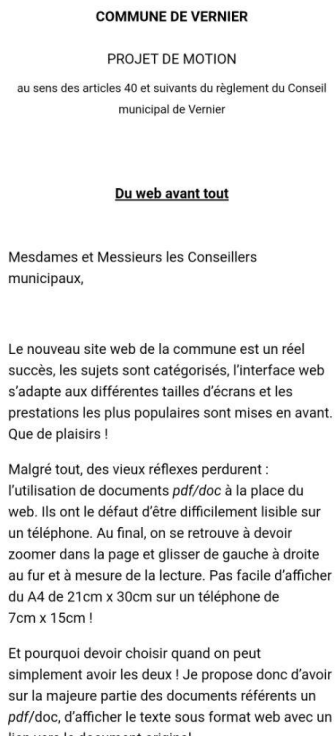 COMMUNE DE VERNIER
PROJET DE MOTION
au sens des articles 40 et suivants du règlement du Conseil
municipal de Vernier
Du web avant tout
Mesdames et Messieurs les Conseillers
municipaux,
Le nouveau site web de la commune est un réel
succès, les sujets sont catégorisés, l’interface web
s’adapte aux différentes tailles d’écrans et les
prestations les plus populaires sont mises en avant.
Que de plaisirs !
Malgré tout, des vieux réflexes perdurent :
l’utilisation de documents pdf/doc à la place du
web. Ils ont le défaut d’être difficilement lisible sur
un téléphone. Au final, on se retrouve à devoir
zoomer dans la page et glisser de gauche à droite
au fur et à mesure de la lecture. Pas facile d’afficher
du A4 de 21cm x 30cm sur un téléphone de
7cm x 15cm !
Et pourquoi devoir choisir quand on peut
simplement avoir les deux ! Je propose donc d’avoir
sur la majeure partie des documents référents un
pdf/doc, d’afficher le texte sous format web avec un
lien vers le document original